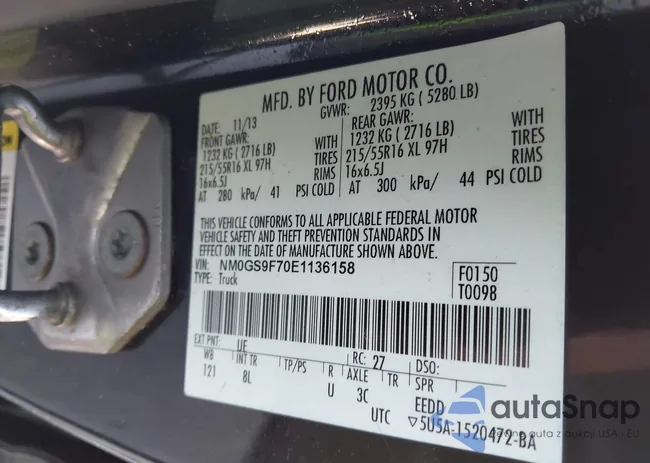 MFD. BY FORD MOTOR CO.
DATE: 11/13 GVWR: 2395 KG ( 5280 LB)
FRONT GAWR: WITH REAR GAWR: WITH
1232 KG ( 2716 LB) TIRES 1232 KG ( 2716 LB) TIRES
215/55R16 XL 97H RIMS 215/55R16 XL 97H RIMS
16x6.5J 16x6.5J
AT 280 kPa/ 41 PSI COLD AT 300 kPa/ 44 PSI COLD
THIS VEHICLE CONFORMS TO ALL APPLICABLE FEDERAL MOTOR
VEHICLE SAFETY AND THEFT PREVENTION STANDARDS IN
EFFECT ON THE DATE OF MANUFACTURE SHOWN ABOVE.
VIN: NM0GS9F70E1136158 F0150
TYPE: Truck T0098
EXT PNT: UE RC: 27 DSO:
WB INT TR TP/PS R AXLE TR SPR
121 8L U 3C EEDD
UTC ▽5U5A-1520472-BA
autaSnap
aukcji USA - EU